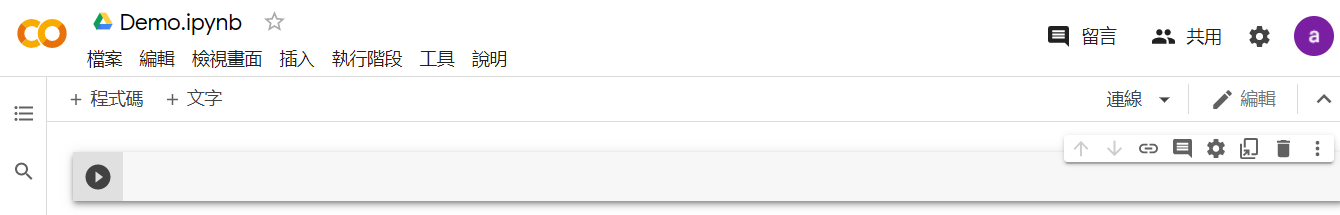 Demo.ipynb
留言 共用 a
檔案 編輯 檢視畫面 插入 執行階段 工具 說明
+ 程式碼 + 文字 連線 編輯